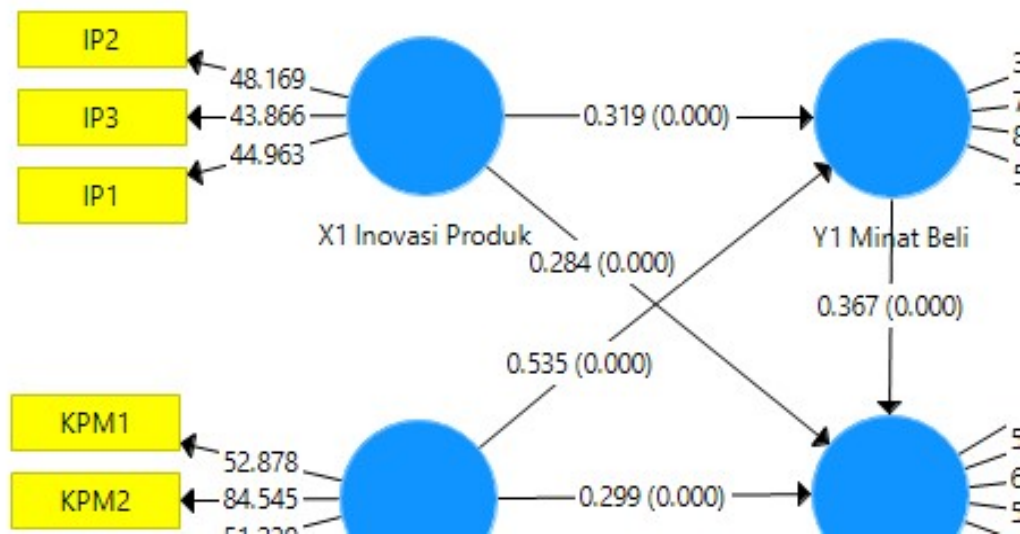 IP2
IP3
IP1
48.169
43.866
44.963
0.319 (0.000)
X1 Inovasi Produk
Y1 Minat Beli
0.284 (0.000)
0.367 (0.000)
0.535 (0.000)
KPM1
KPM2
52.878
84.545
0.299 (0.000)